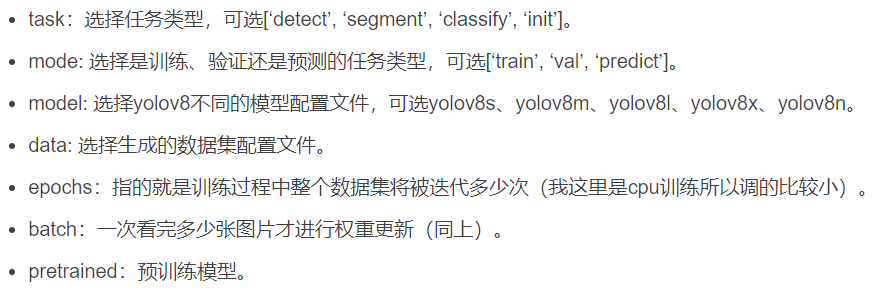 • task：选择任务类型，可选[‘detect’, ‘segment’, ‘classify’, ‘init’]。
• mode: 选择是训练、验证还是预测的任务类型，可选[‘train’, ‘val’, ‘predict’]。
• model: 选择yolov8不同的模型配置文件，可选yolov8s、yolov8m、yolov8l、yolov8x、yolov8n。
• data: 选择生成的数据集配置文件。
• epochs：指的就是训练过程中整个数据集将被迭代多少次（我这里是cpu训练所以调的比较小）。
• batch：一次看完多少张图片才进行权重更新（同上）。
• pretrained：预训练模型。